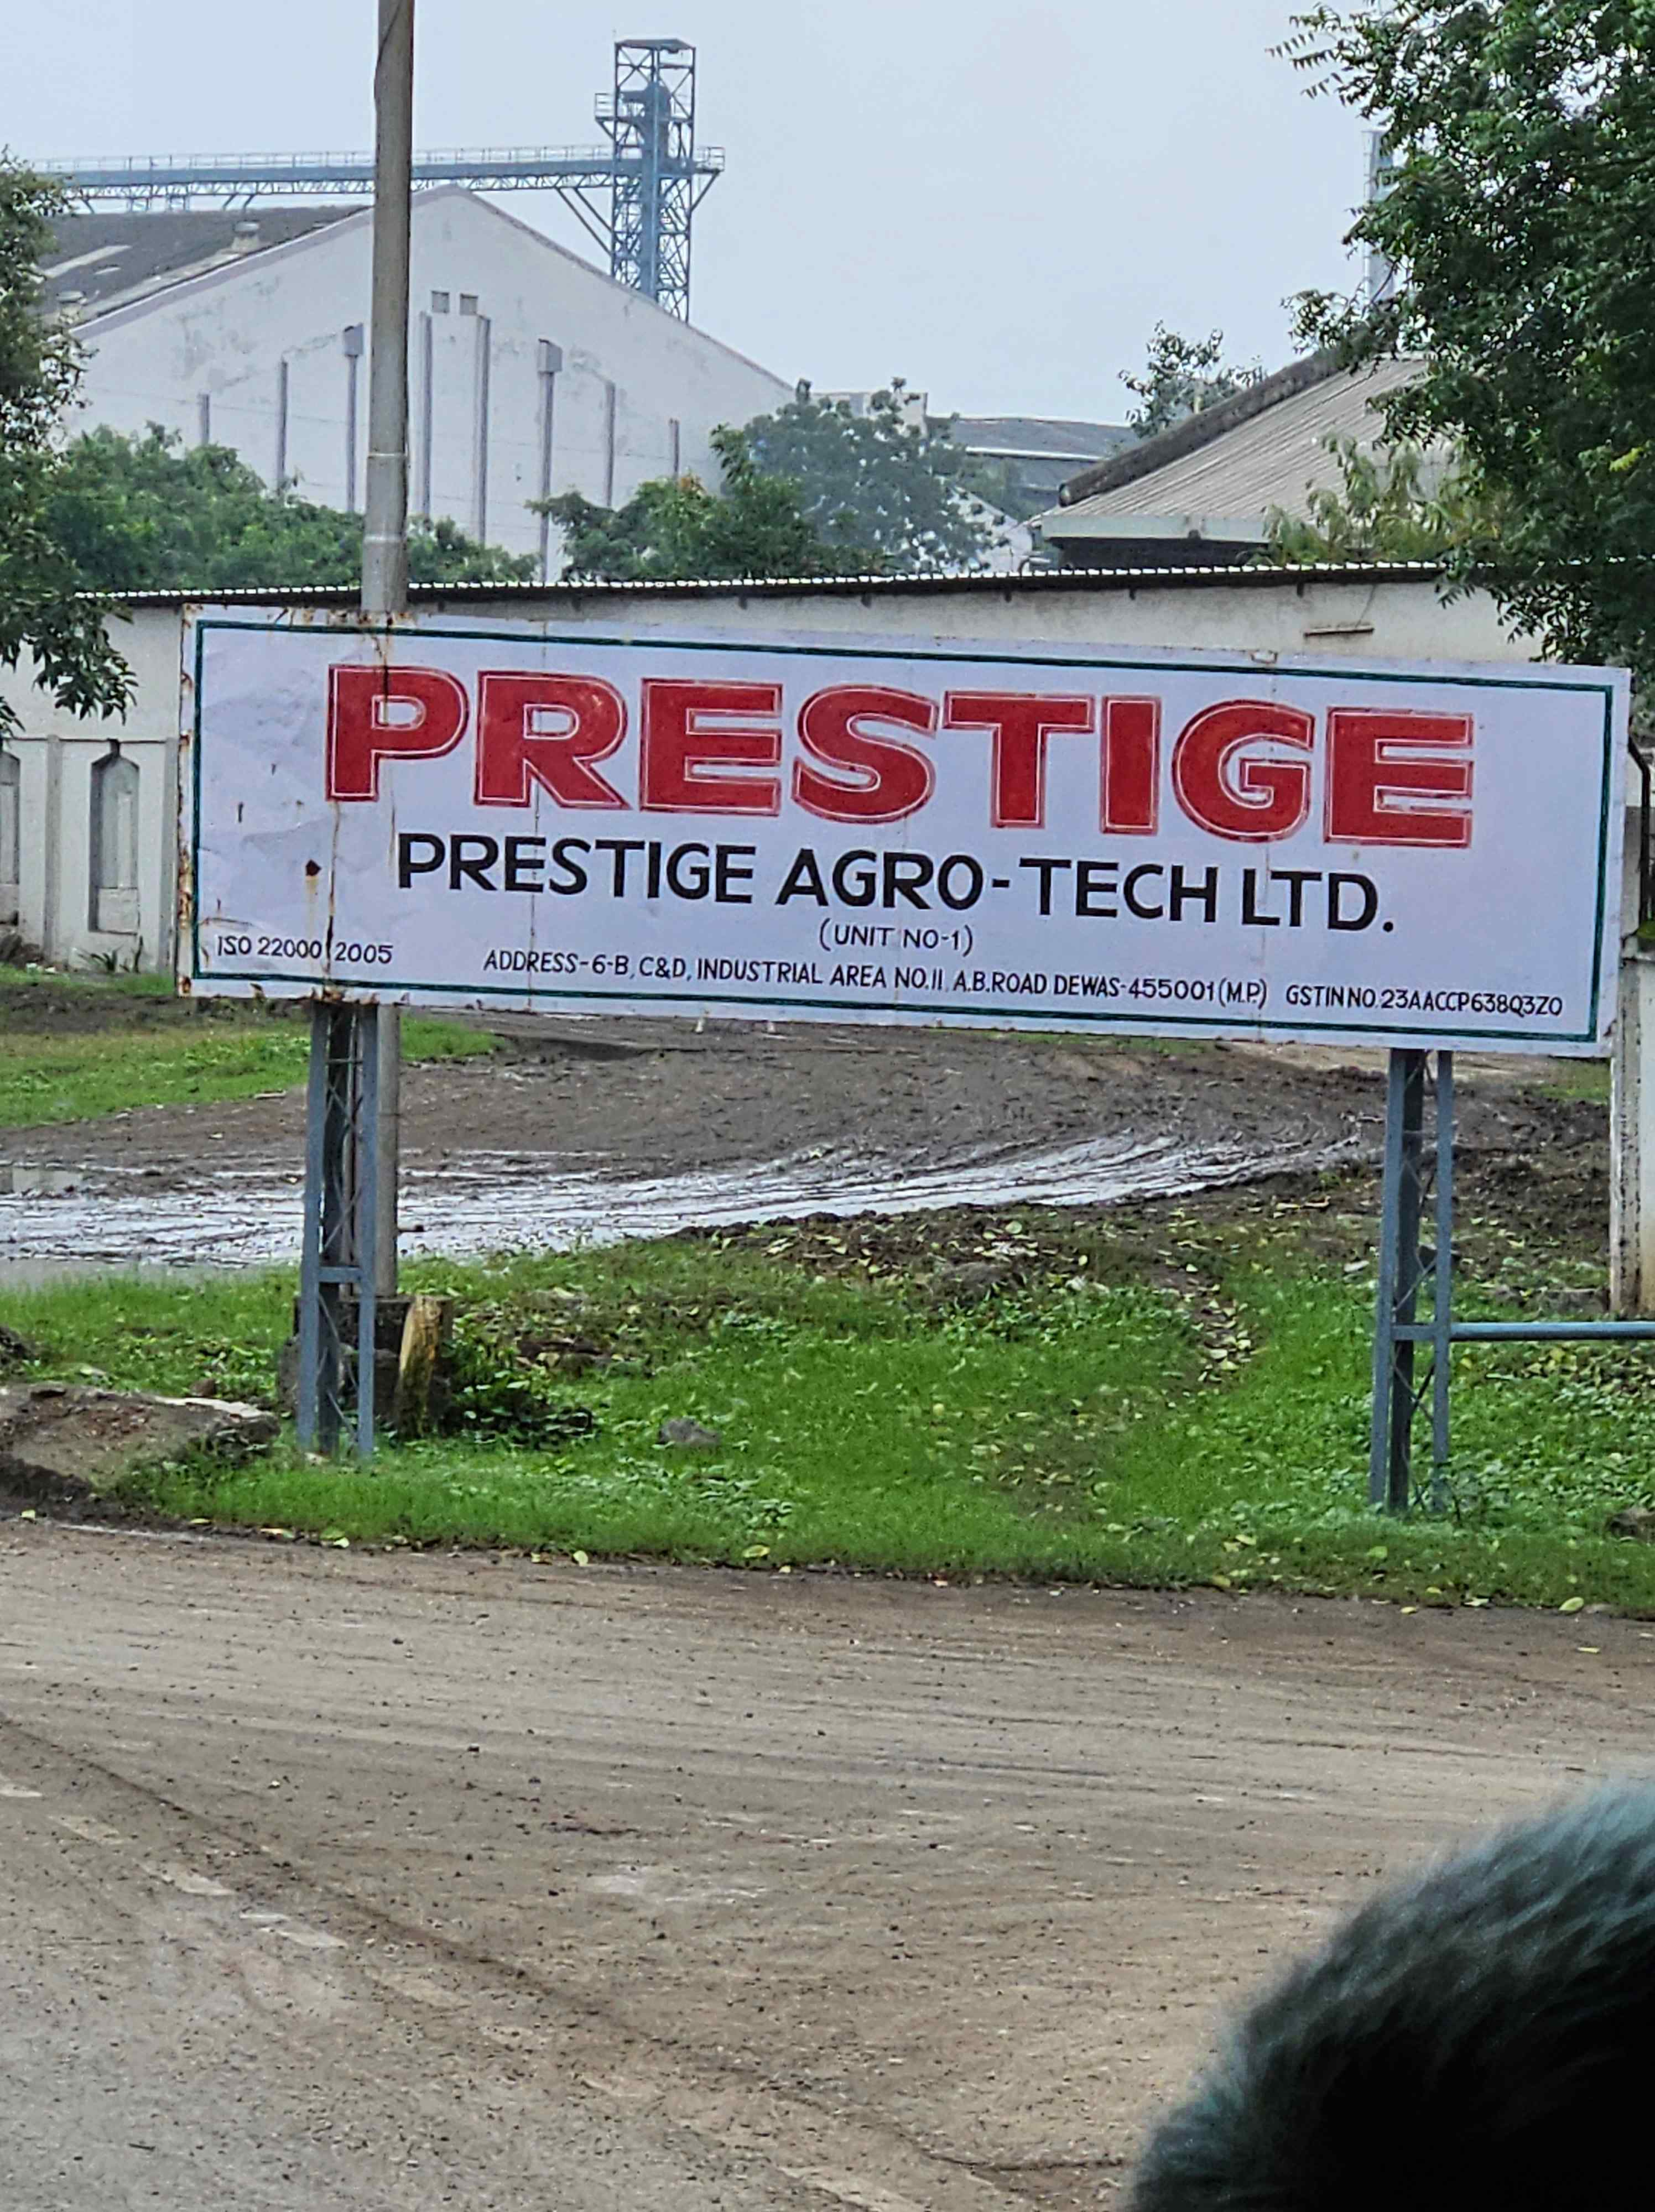 PRESTIGE
PRESTIGE AGRO-TECH LTD.
(UNIT NO-1)
ISO 22000 2005
ADDRESS-6-B, C&D, INDUSTRIAL AREA NO.II A.B.ROAD DEWAS-455001(M.P.) GSTIN NO.23AACCP638Q3ZO